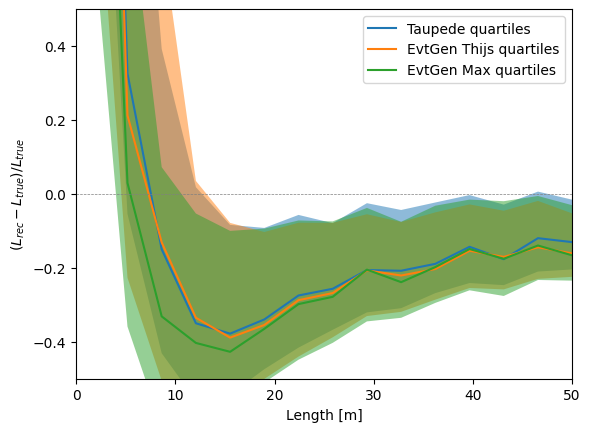 Taupede quartiles
EvtGen Thijs quartiles
EvtGen Max quartiles
(L_rec − L_true)/L_true
0.4
0.2
0.0
−0.2
−0.4
0 10 20 30 40 50
Length [m]